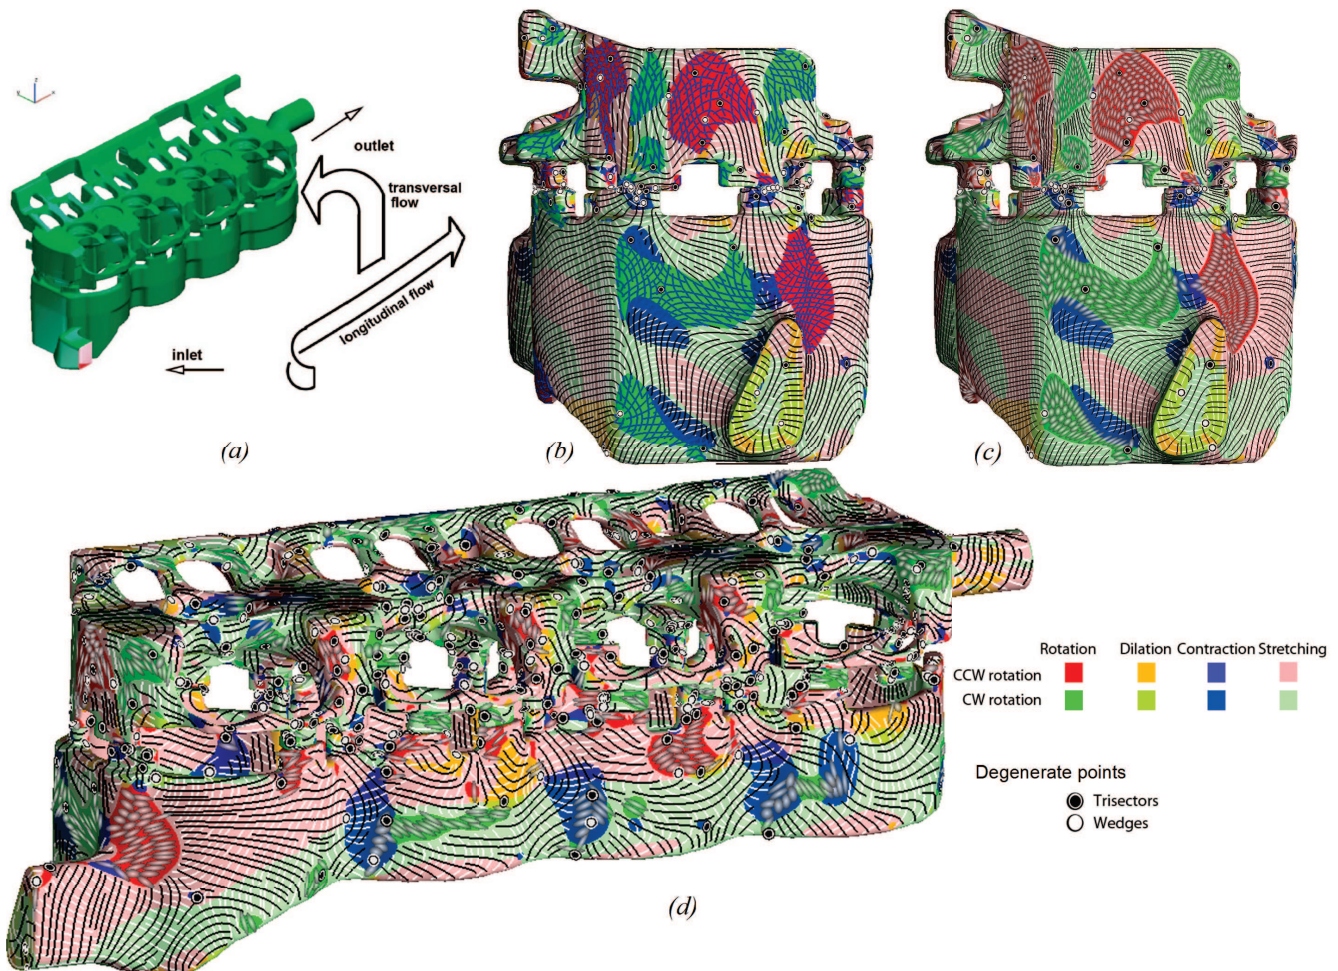 outlet
transversal
flow
longitudinal flow
inlet
(a)
(b)
(c)
Rotation Dilation Contraction Stretching
CCW rotation
CW rotation
Degenerate points
Trisectors
Wedges
(d)